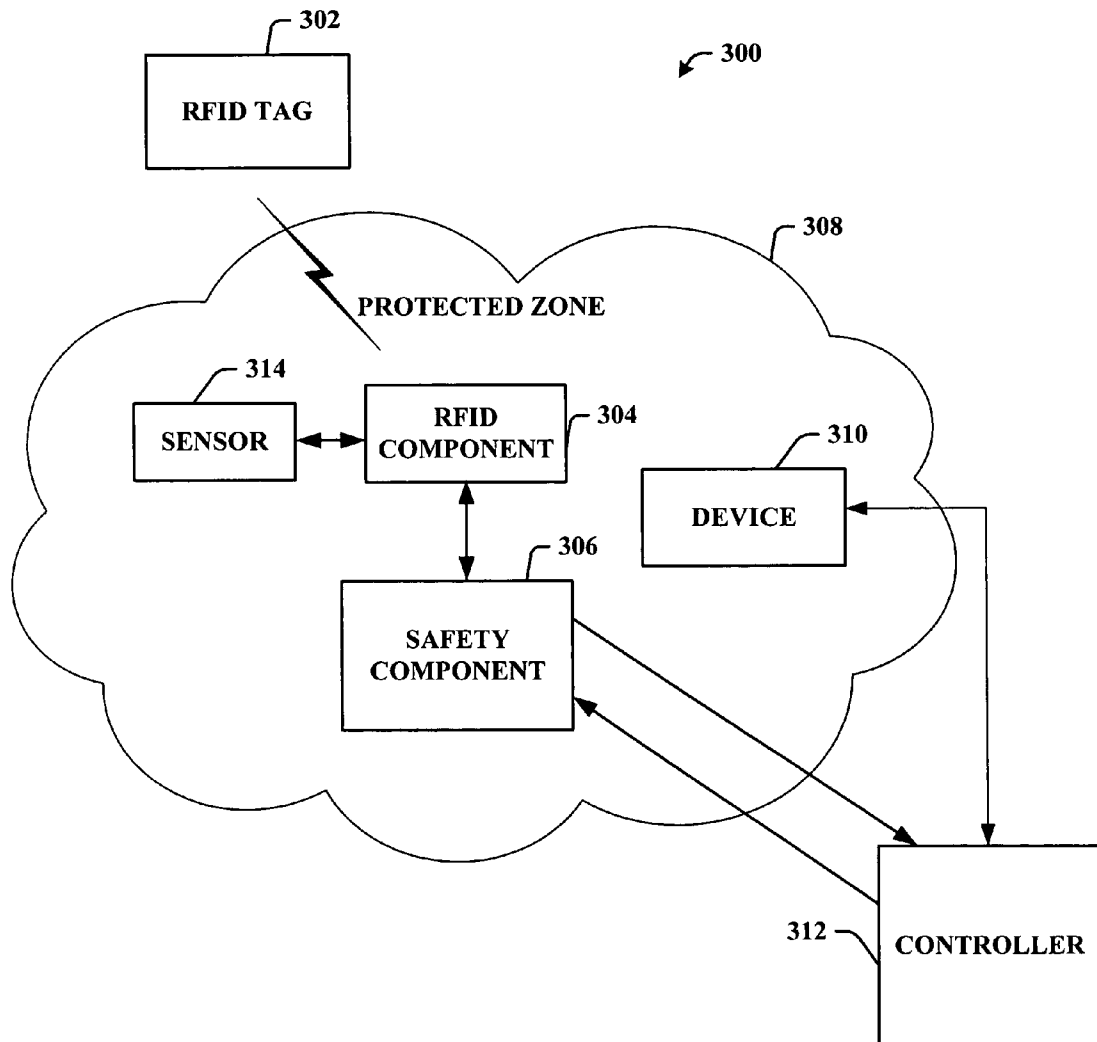 302
300
RFID TAG
308
PROTECTED ZONE
314
SENSOR
RFID
COMPONENT
304
310
DEVICE
306
SAFETY
COMPONENT
312
CONTROLLER